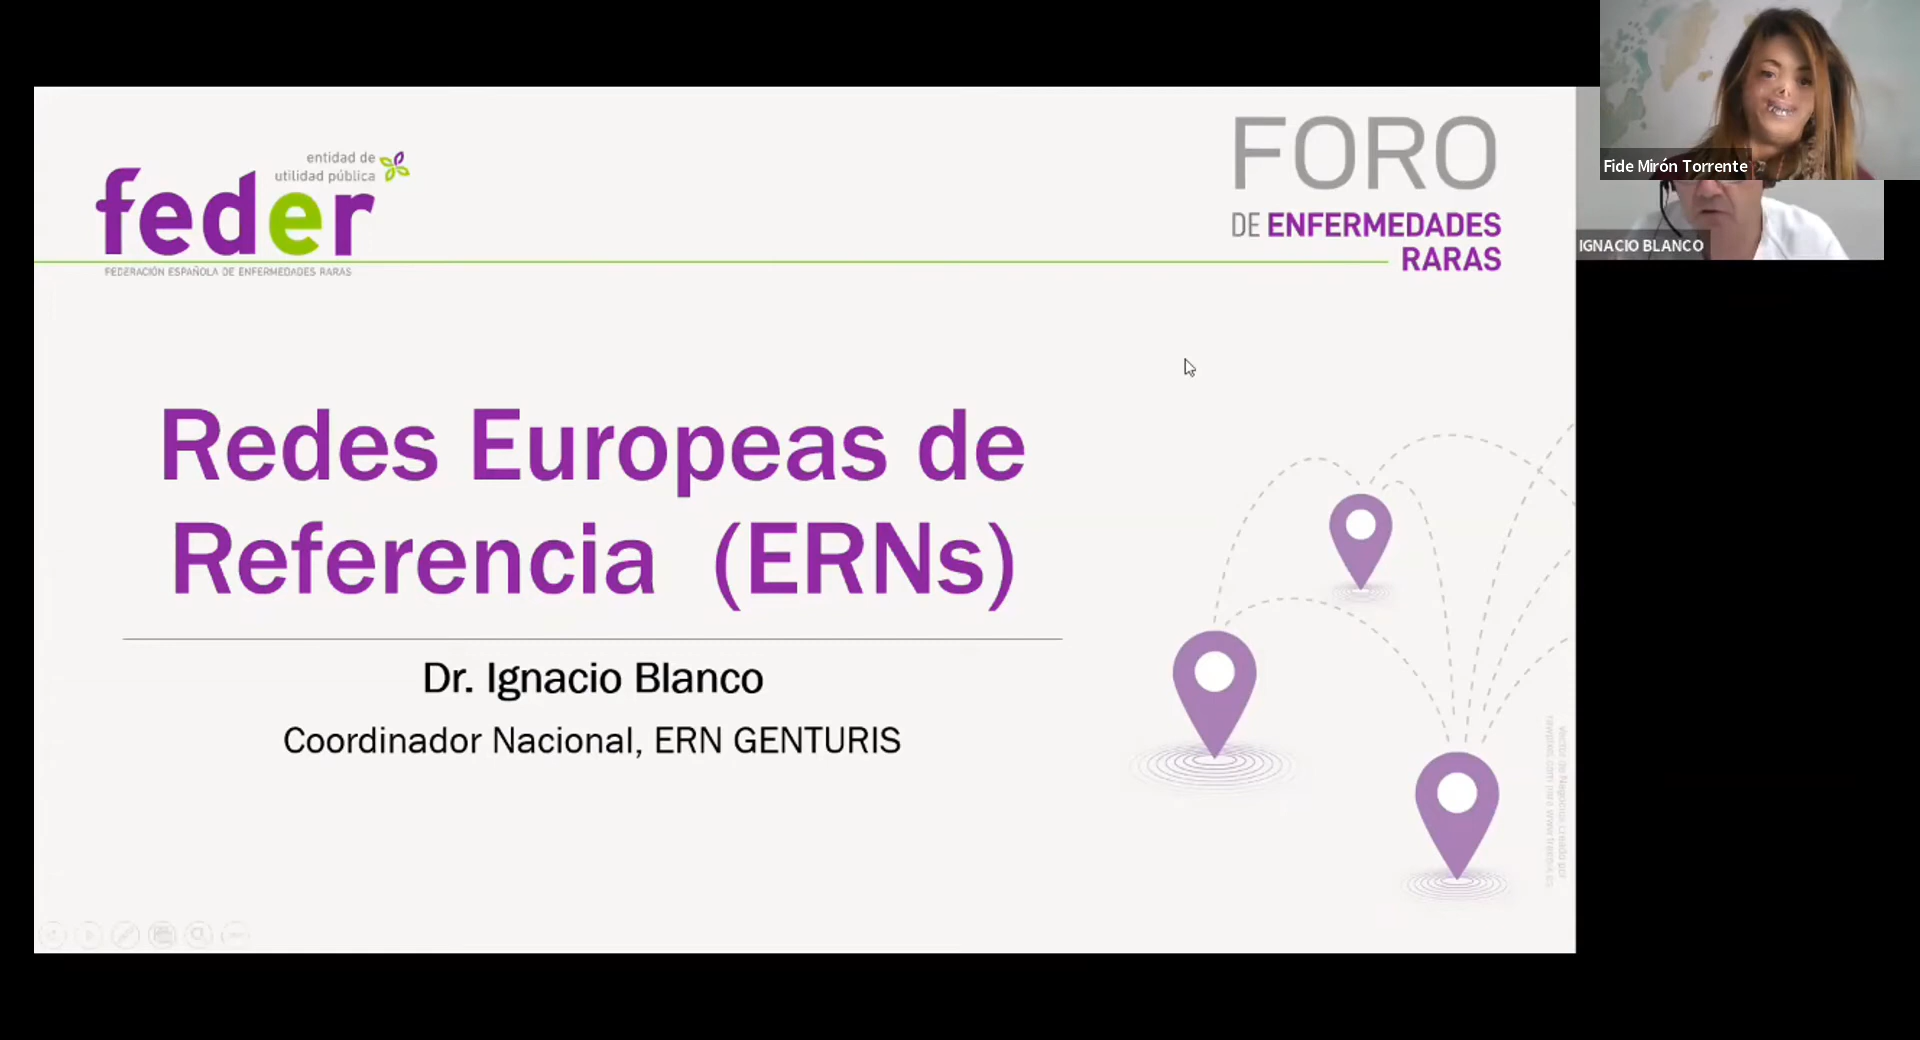 entidad de
utilidad pública
feder
FEDERACIÓN ESPAÑOLA DE ENFERMEDADES RARAS
FORO
DE ENFERMEDADES
RARAS
Fide Mirón Torrente
IGNACIO BLANCO
Redes Europeas de
Referencia (ERNs)
Dr. Ignacio Blanco
Coordinador Nacional, ERN GENTURIS